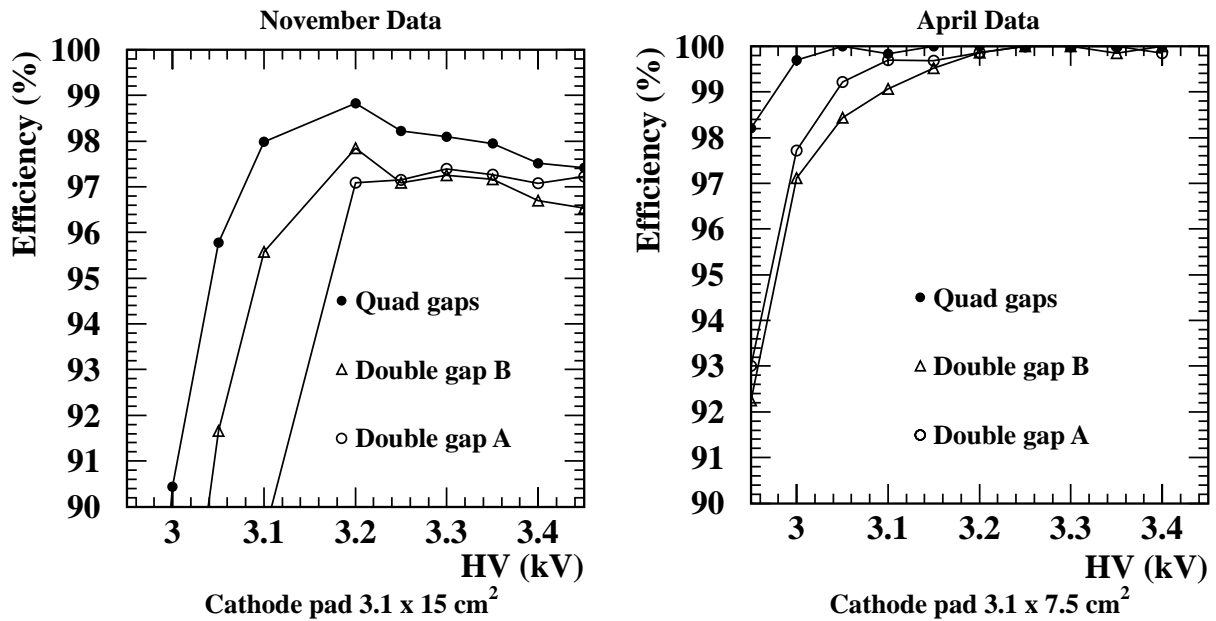 November Data
Efficiency (%)
100
99
98
97
96
95
94
93
92
91
90
Quad gaps
Double gap B
Double gap A
3 3.1 3.2 3.3 3.4
HV (kV)
Cathode pad 3.1 x 15 cm²
April Data
Efficiency (%)
100
99
98
97
96
95
94
93
92
91
90
Quad gaps
Double gap B
Double gap A
3 3.1 3.2 3.3 3.4
HV (kV)
Cathode pad 3.1 x 7.5 cm²